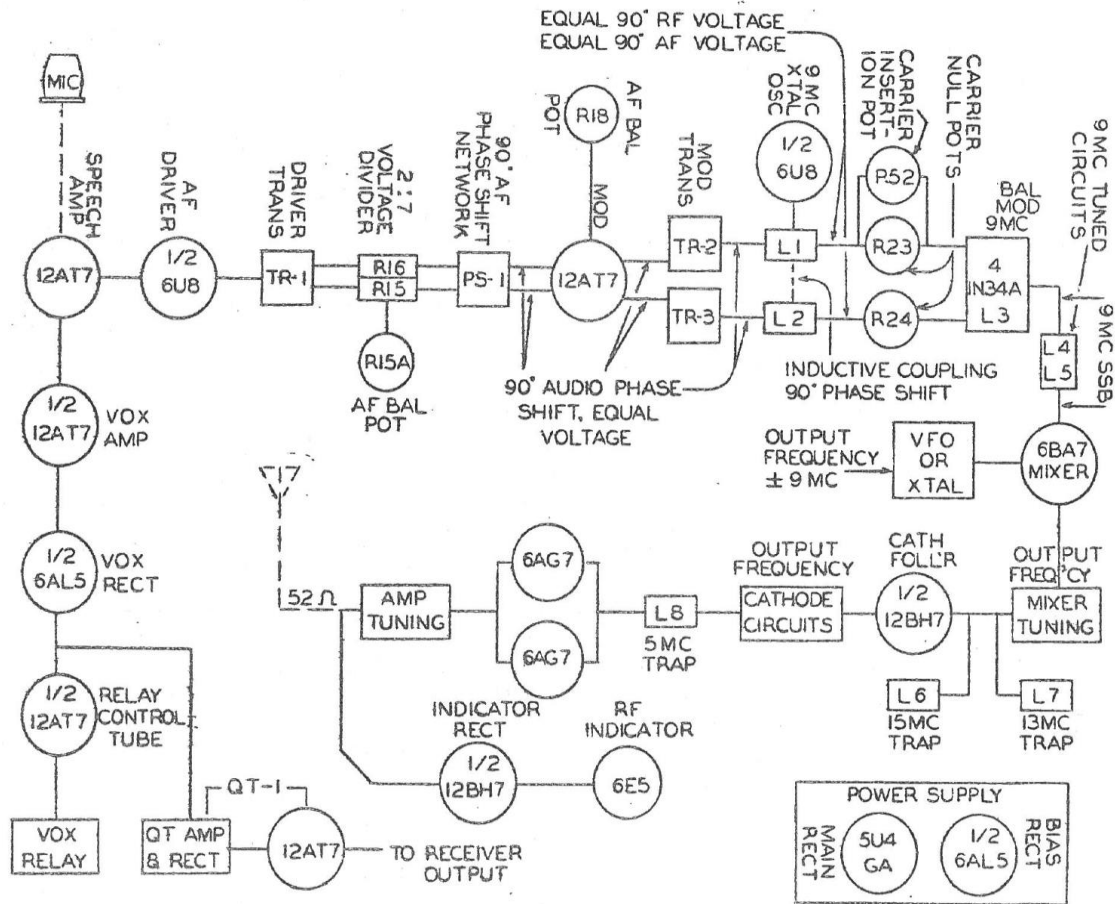 EQUAL 90° RF VOLTAGE
EQUAL 90° AF VOLTAGE
MIC
SPEECH
AMP
12AT7
AF
DRIVER
1/2
6U8
DRIVER
TRANS
TR-1
2:7
VOLTAGE
DIVIDER
R16
R15
R15A
AF BAL
POT
90° AF
PHASE SHIFT
NETWORK
PS-1
AF BAL
POT
R18
MOD
12AT7
MOD
TRANS
TR-2
TR-3
9 MC
XTAL
OSC
1/2
6U8
L1
L2
CARRIER
INSERT-
ION POT
R52
R23
R24
CARRIER
NULL POTS
BAL
MOD
9MC
4
IN34A
L3
9 MC TUNED
CIRCUITS
L4
L5
9 MC SSB
90° AUDIO PHASE
SHIFT, EQUAL
VOLTAGE
INDUCTIVE COUPLING
90° PHASE SHIFT
1/2
12AT7
VOX
AMP
OUTPUT
FREQUENCY
± 9 MC
VFO
OR
XTAL
6BA7
MIXER
1/2
6AL5
VOX
RECT
52Ω
AMP
TUNING
6AG7
6AG7
L8
5MC
TRAP
OUTPUT
FREQUENCY
CATHODE
CIRCUITS
CATH
FOLL'R
1/2
12BH7
OUTPUT
FREQ'CY
MIXER
TUNING
L6
15MC
TRAP
L7
13MC
TRAP
1/2
12AT7
RELAY
CONTROL
TUBE
INDICATOR
RECT
1/2
12BH7
RF
INDICATOR
6E5
VOX
RELAY
QT-1
QT AMP
& RECT
12AT7
TO RECEIVER
OUTPUT
POWER SUPPLY
MAIN
RECT
5U4
GA
1/2
6AL5
BIAS
RECT